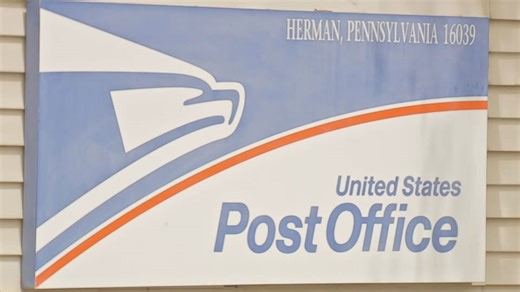 HERMAN, PENNSYLVANIA 16039
United States
Post Office